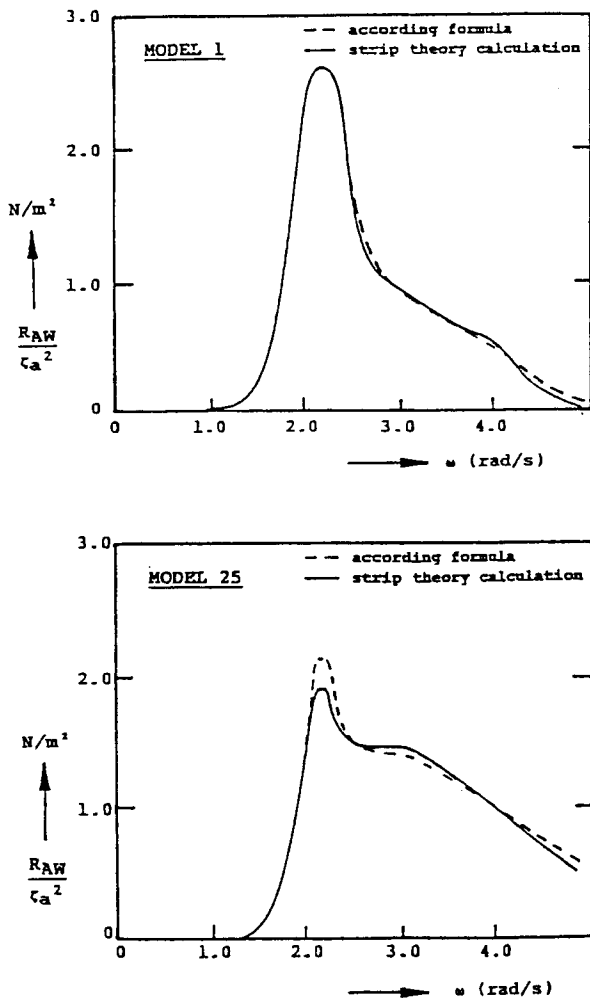 3.0
MODEL 1
according formula
strip theory calculation
2.0
N/m²
1.0
R_AW
ζa²
0
0 1.0 2.0 3.0 4.0
ω (rad/s)
3.0
MODEL 25
according formula
strip theory calculation
2.0
N/m²
1.0
R_AW
ζa²
0
0 1.0 2.0 3.0 4.0
ω (rad/s)